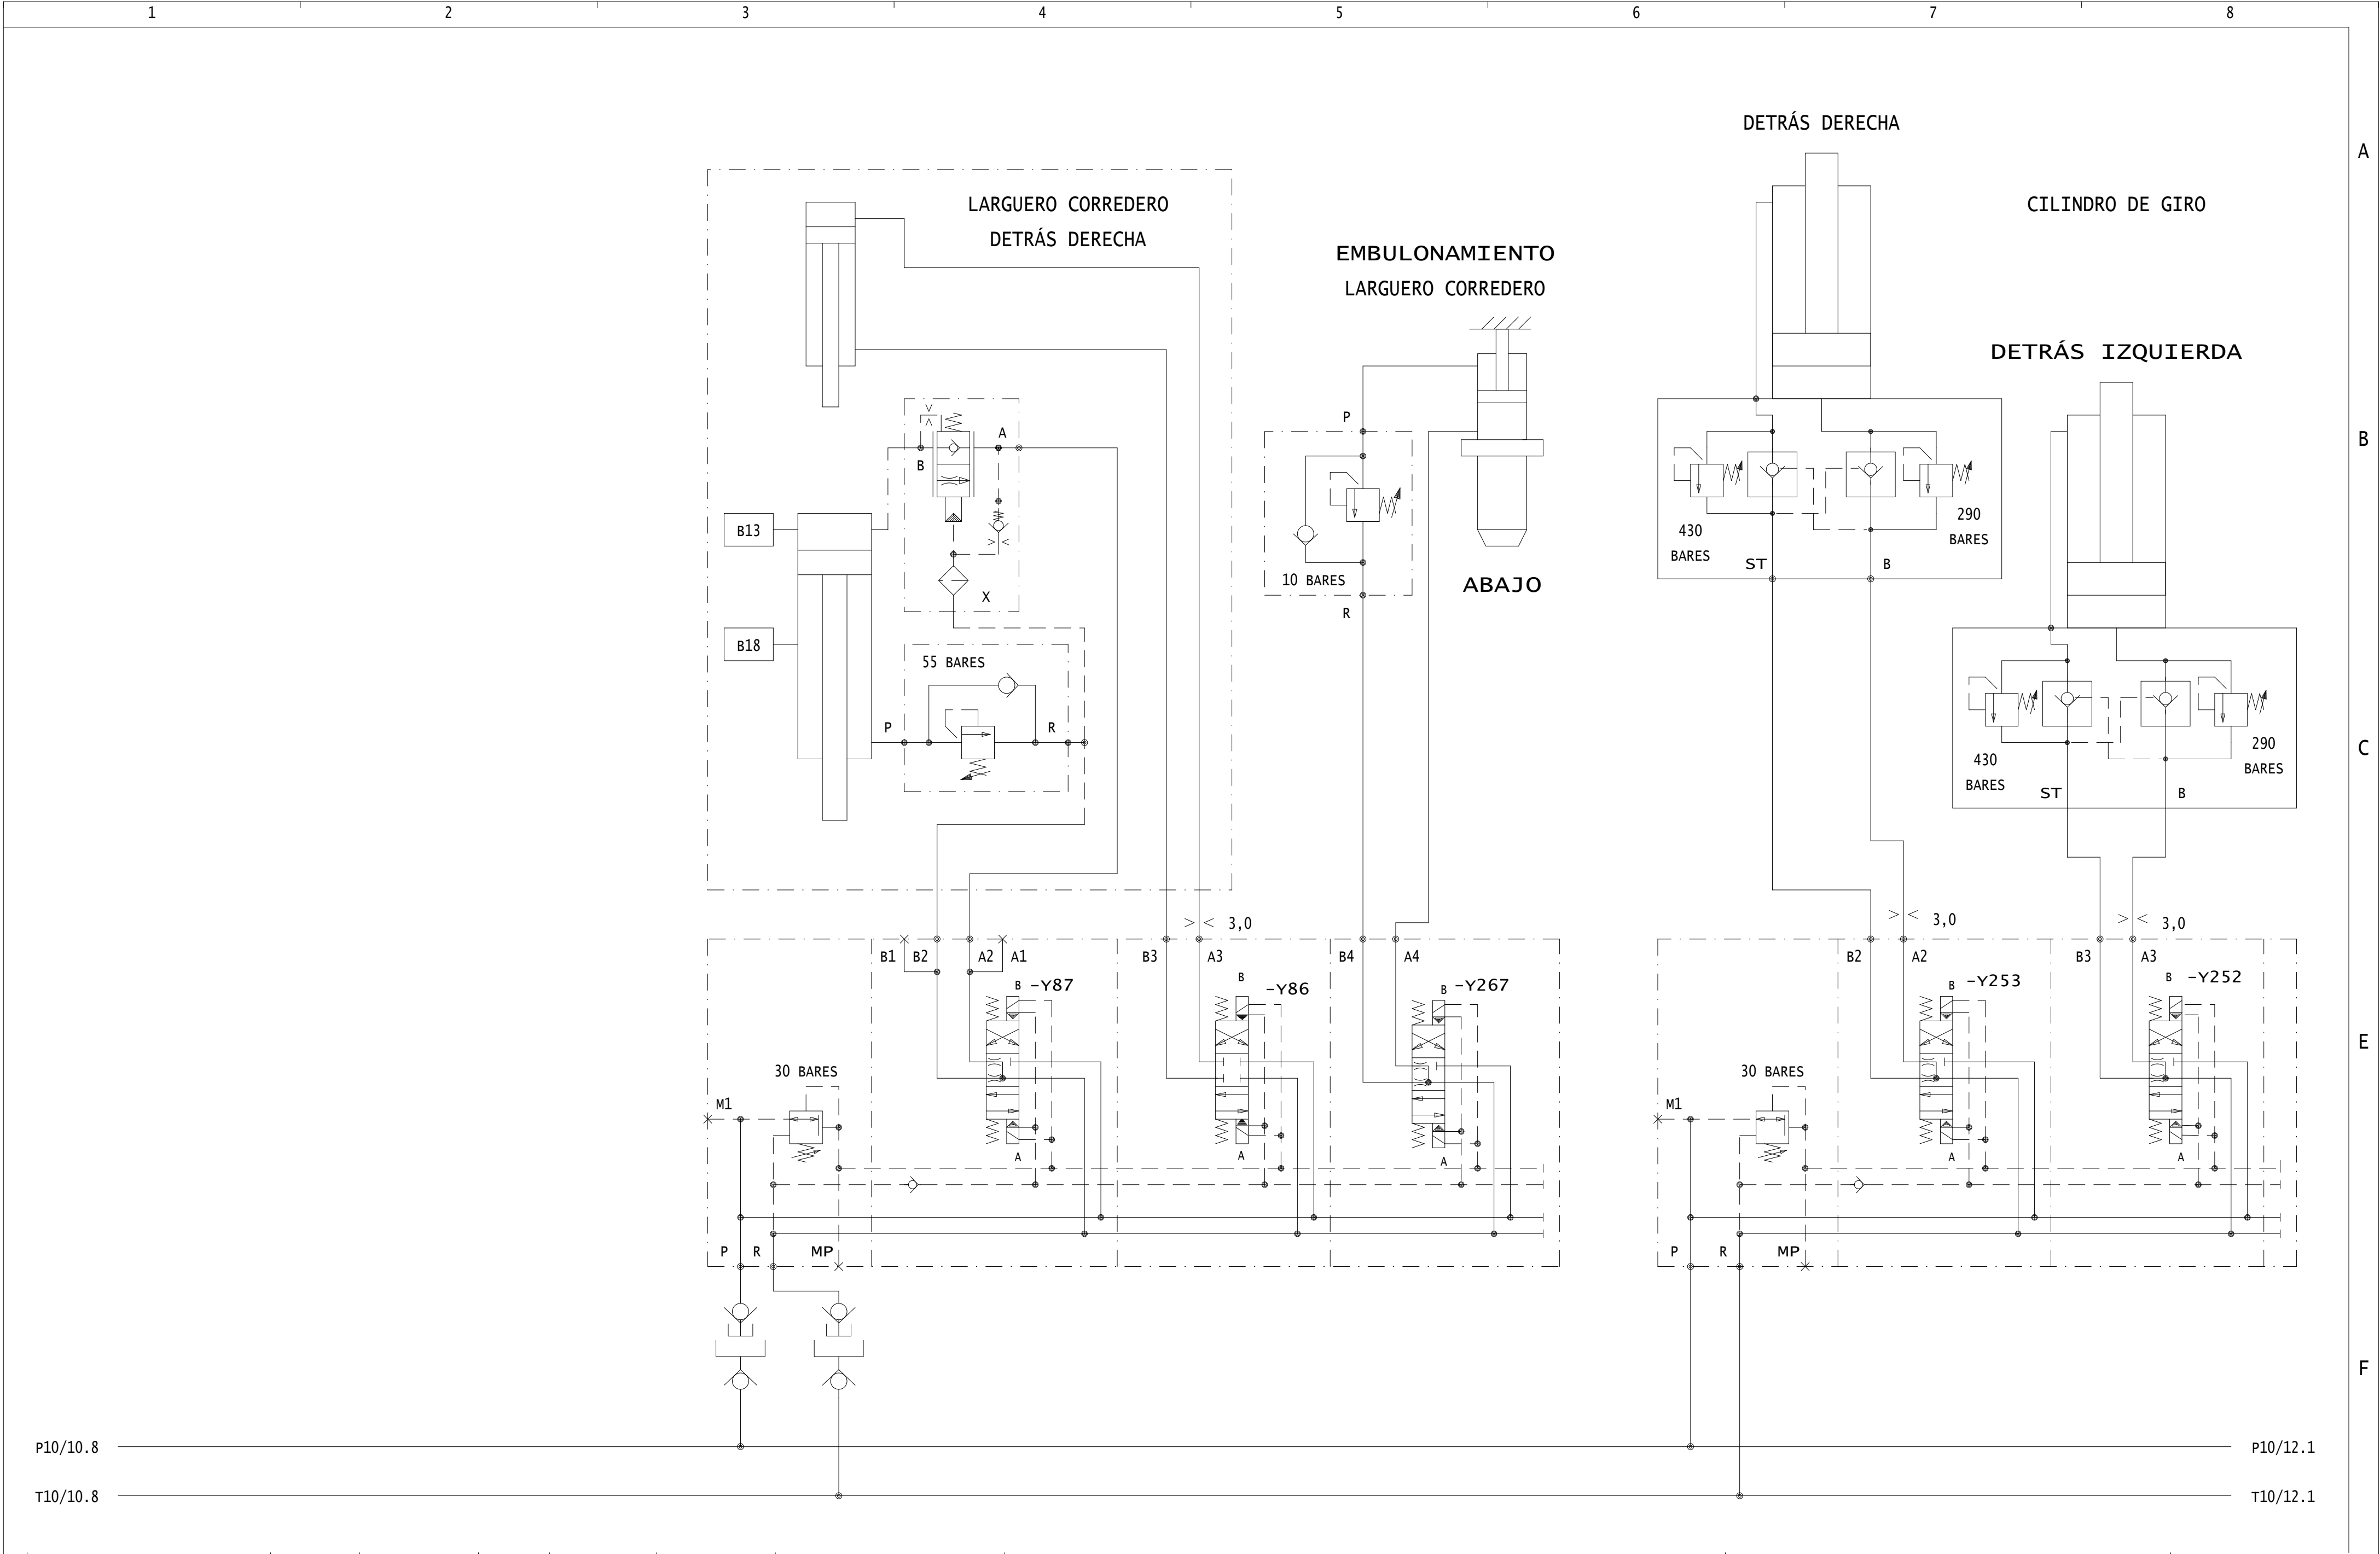 1 2 3 4 5 6 7 8
DETRÁS DERECHA
A
LARGUERO CORREDERO
DETRÁS DERECHA
CILINDRO DE GIRO
EMBULONAMIENTO
LARGUERO CORREDERO
DETRÁS IZQUIERDA
P
A
B
B
B13
430
BARES
290
BARES
ST
B
10 BARES
ABAJO
X
R
B18
55 BARES
P
R
430
BARES
290
BARES
C
ST
B
3,0
3,0
3,0
B1 B2 A2 A1 B3 A3 B4 A4 B2 A2 B3 A3
B -Y87
B -Y86
B -Y267
B -Y253
B -Y252
E
30 BARES
30 BARES
M1
M1
A A A A A
P R MP
P R MP
F
P10/10.8
P10/12.1
T10/10.8
T10/12.1